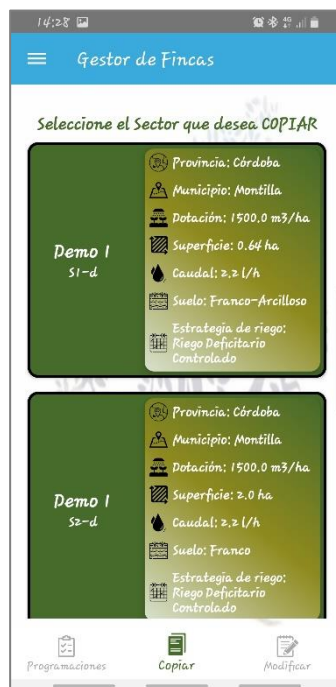 14:28
4G
Gestor de Fincas
Seleccione el Sector que desea COPIAR
Demo 1
S1-d
Provincia: Córdoba
Municipio: Montilla
Dotación: 1500,0 m3/ha
Superficie: 0.64 ha
Caudal: 2,2 l/h
Suelo: Franco-Arcilloso
Estrategia de riego:
Riego Deficitario
Controlado
Demo 1
S2-d
Provincia: Córdoba
Municipio: Montilla
Dotación: 1500,0 m3/ha
Superficie: 2.0 ha
Caudal: 2,2 l/h
Suelo: Franco
Estrategia de riego:
Riego Deficitario
Controlado
Programaciones
Copiar
Modificar